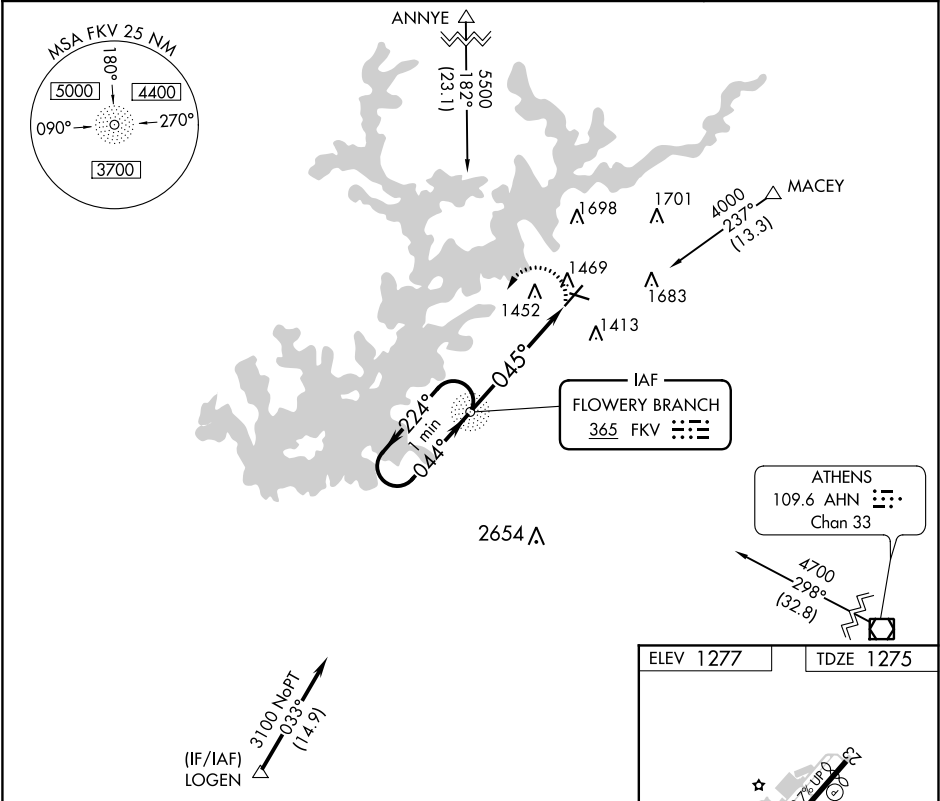 MSA FKV 25 NM
180°
5000
4400
090°
270°
3700
ANNYE
5500
182°
(23.1)
MACEY
4000
237°
(13.3)
1698
1701
1469
1452
1683
1413
045°
224°
1 min
044°
IAF
FLOWERY BRANCH
365 FKV
2654
ATHENS
109.6 AHN
Chan 33
4700
298°
(32.8)
3100 NoPT
033°
(14.9)
(IF/IAF)
LOGEN
ELEV 1277
TDZE 1275
23
7% UP
P